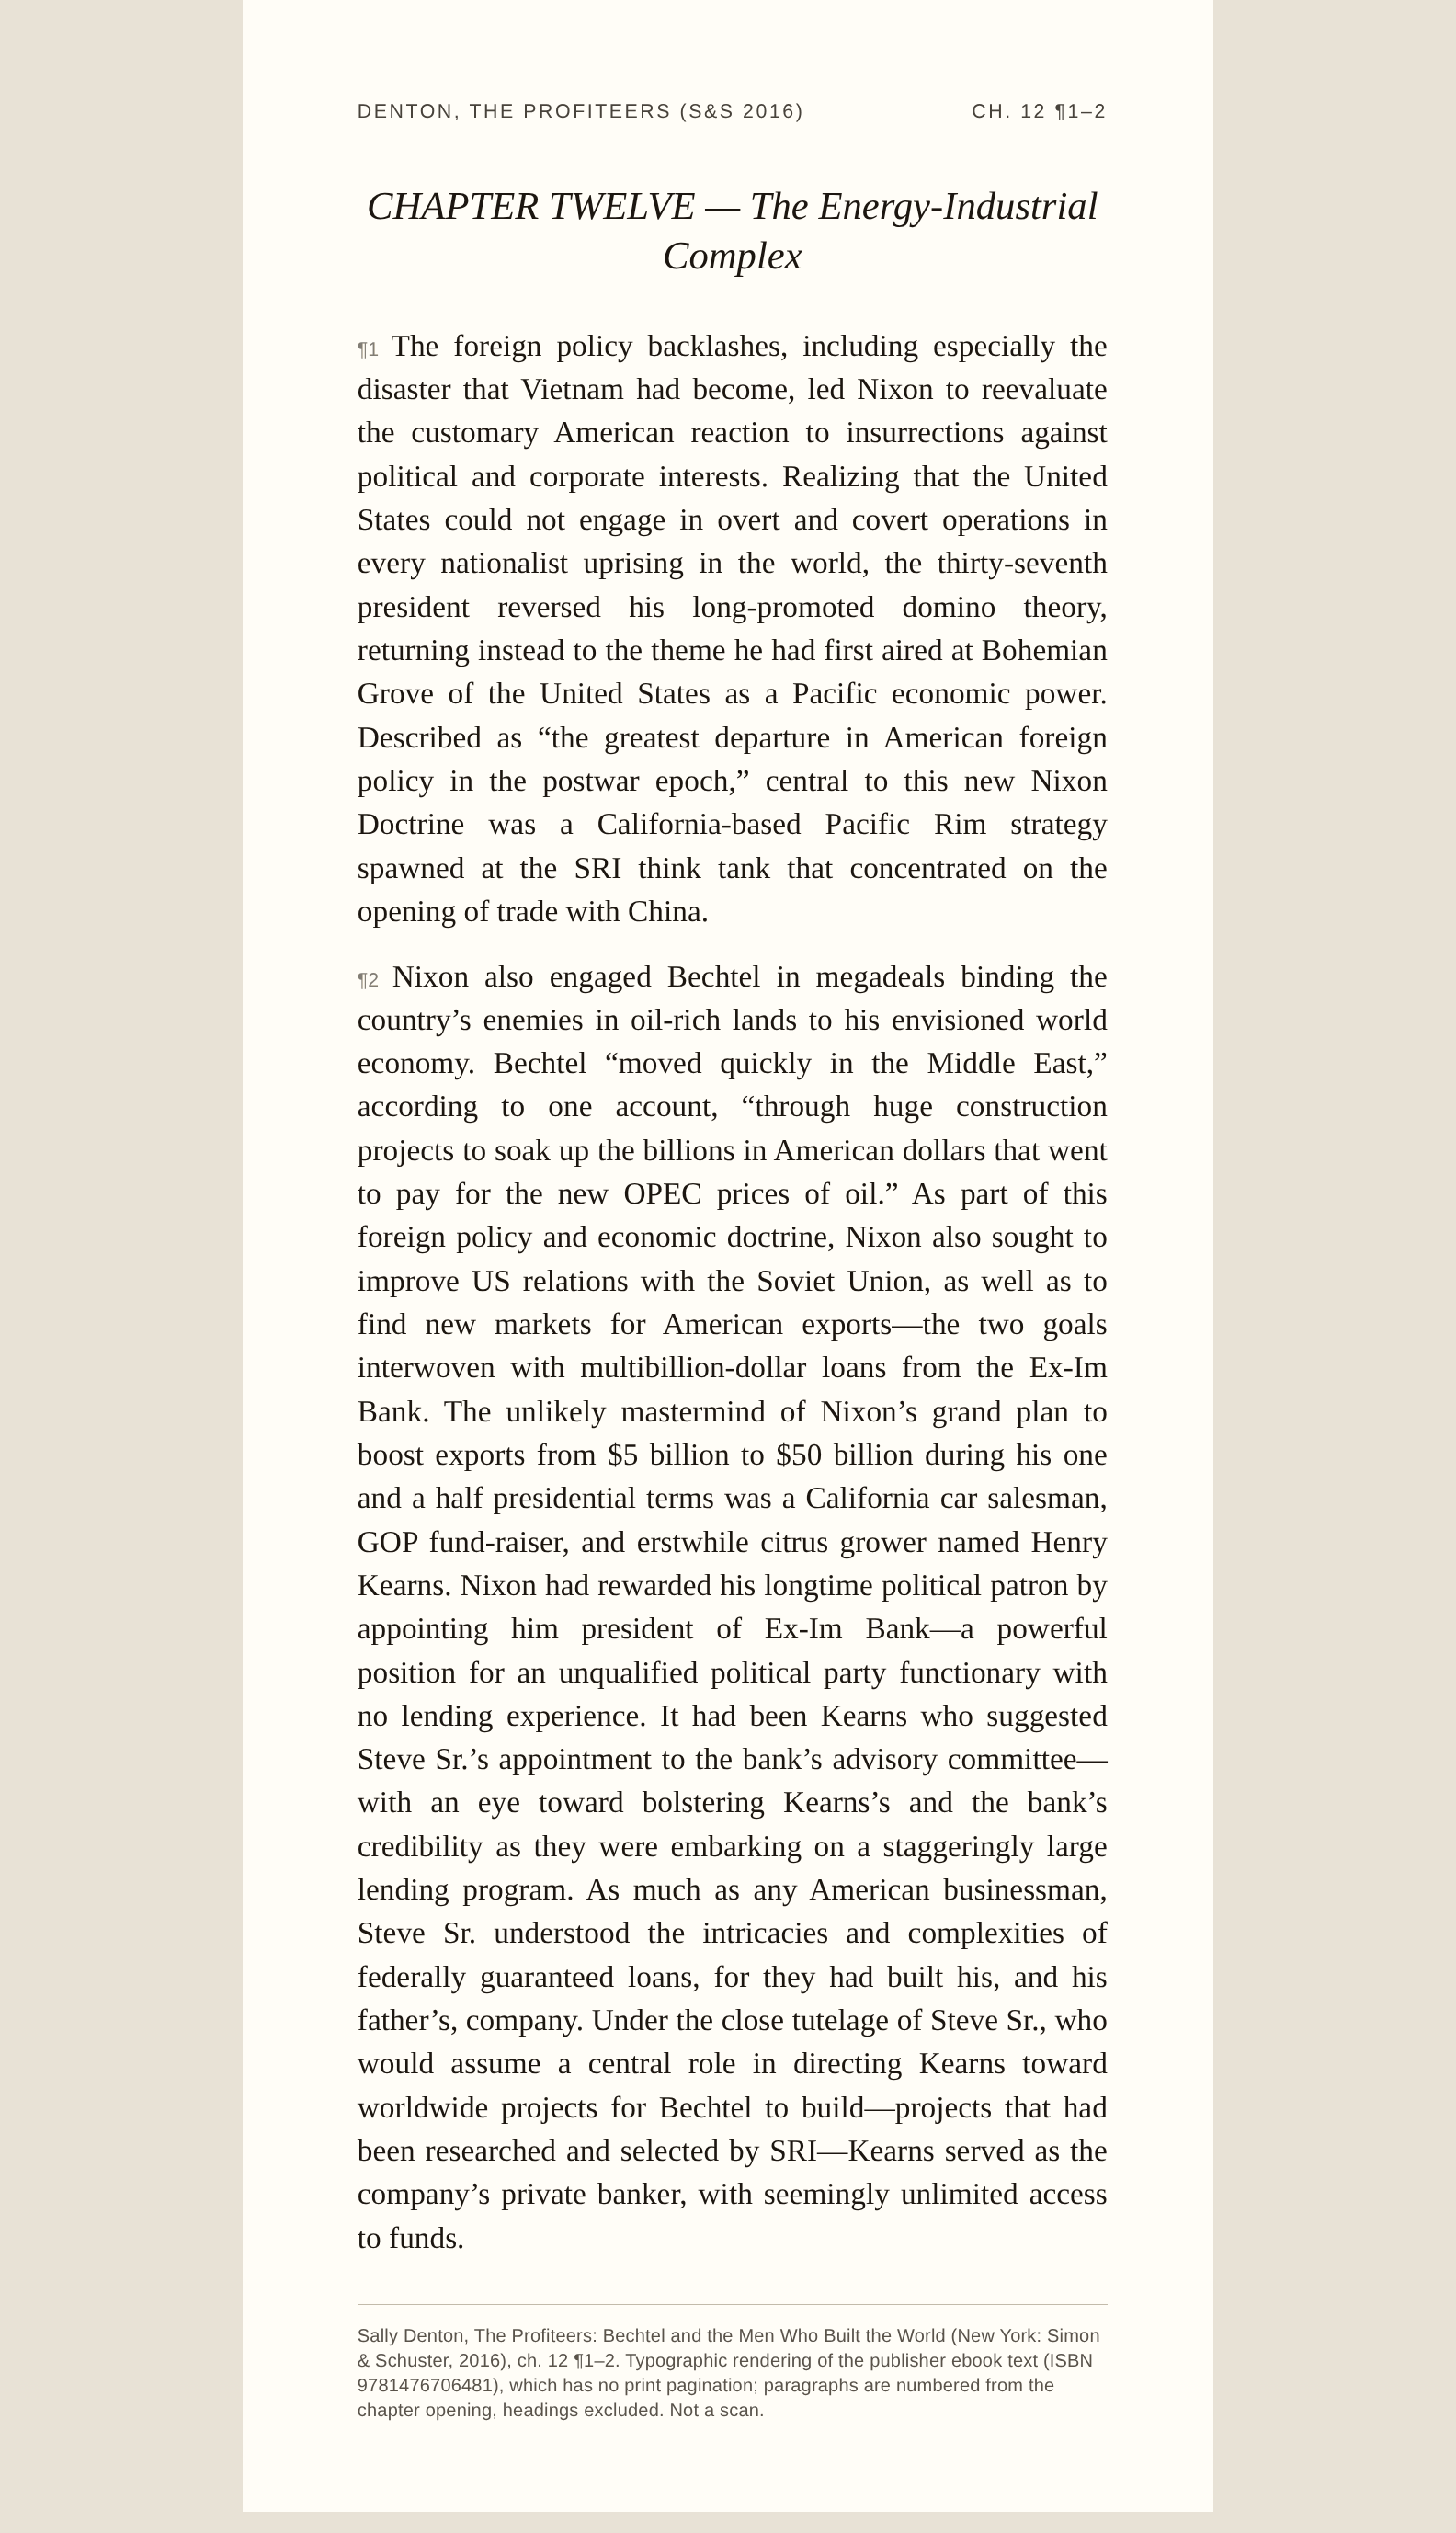 DENTON, THE PROFITEERS (S&S 2016) CH. 12 ¶1–2
CHAPTER TWELVE — The Energy-Industrial
Complex
¶1 The foreign policy backlashes, including especially the
disaster that Vietnam had become, led Nixon to reevaluate
the customary American reaction to insurrections against
political and corporate interests. Realizing that the United
States could not engage in overt and covert operations in
every nationalist uprising in the world, the thirty-seventh
president reversed his long-promoted domino theory,
returning instead to the theme he had first aired at Bohemian
Grove of the United States as a Pacific economic power.
Described as “the greatest departure in American foreign
policy in the postwar epoch,” central to this new Nixon
Doctrine was a California-based Pacific Rim strategy
spawned at the SRI think tank that concentrated on the
opening of trade with China.
¶2 Nixon also engaged Bechtel in megadeals binding the
country’s enemies in oil-rich lands to his envisioned world
economy. Bechtel “moved quickly in the Middle East,”
according to one account, “through huge construction
projects to soak up the billions in American dollars that went
to pay for the new OPEC prices of oil.” As part of this
foreign policy and economic doctrine, Nixon also sought to
improve US relations with the Soviet Union, as well as to
find new markets for American exports—the two goals
interwoven with multibillion-dollar loans from the Ex-Im
Bank. The unlikely mastermind of Nixon’s grand plan to
boost exports from $5 billion to $50 billion during his one
and a half presidential terms was a California car salesman,
GOP fund-raiser, and erstwhile citrus grower named Henry
Kearns. Nixon had rewarded his longtime political patron by
appointing him president of Ex-Im Bank—a powerful
position for an unqualified political party functionary with
no lending experience. It had been Kearns who suggested
Steve Sr.’s appointment to the bank’s advisory committee—
with an eye toward bolstering Kearns’s and the bank’s
credibility as they were embarking on a staggeringly large
lending program. As much as any American businessman,
Steve Sr. understood the intricacies and complexities of
federally guaranteed loans, for they had built his, and his
father’s, company. Under the close tutelage of Steve Sr., who
would assume a central role in directing Kearns toward
worldwide projects for Bechtel to build—projects that had
been researched and selected by SRI—Kearns served as the
company’s private banker, with seemingly unlimited access
to funds.
Sally Denton, The Profiteers: Bechtel and the Men Who Built the World (New York: Simon
& Schuster, 2016), ch. 12 ¶1–2. Typographic rendering of the publisher ebook text (ISBN
9781476706481), which has no print pagination; paragraphs are numbered from the
chapter opening, headings excluded. Not a scan.